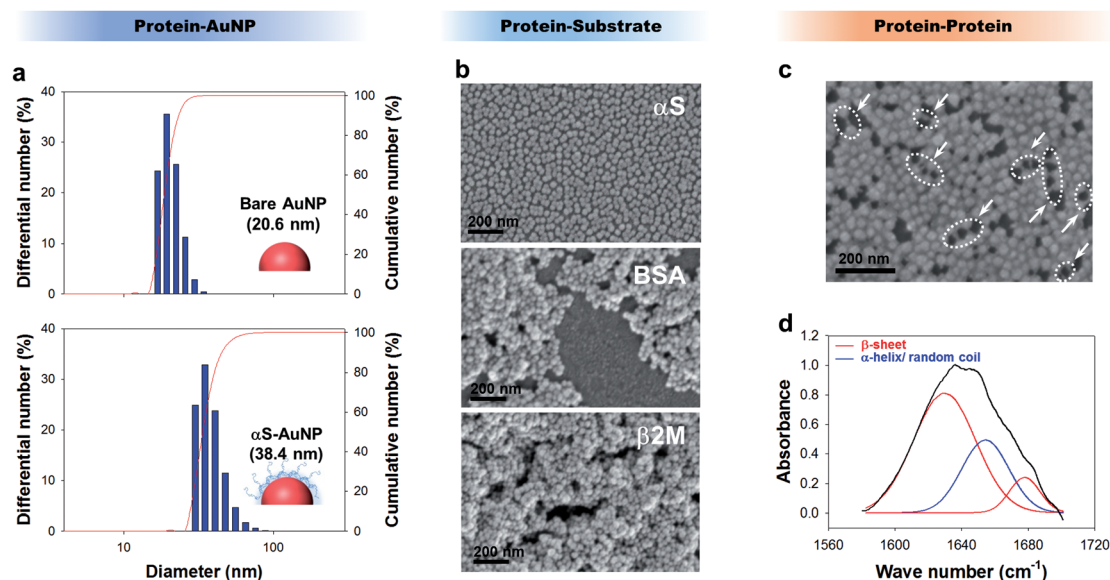 Protein-AuNP
Protein-Substrate
Protein-Protein
a
Differential number (%)
40
30
20
10
0
100
80
60
40
20
0
Cumulative number (%)
Bare AuNP
(20.6 nm)
10
100
Differential number (%)
40
30
20
10
0
100
80
60
40
20
0
Cumulative number (%)
αS-AuNP
(38.4 nm)
10
100
Diameter (nm)
b
αS
200 nm
BSA
200 nm
β2M
200 nm
c
200 nm
d
Absorbance
1.2
1.0
0.8
0.6
0.4
0.2
0.0
β-sheet
α-helix/ random coil
1560
1600
1640
1680
1720
Wave number (cm⁻¹)